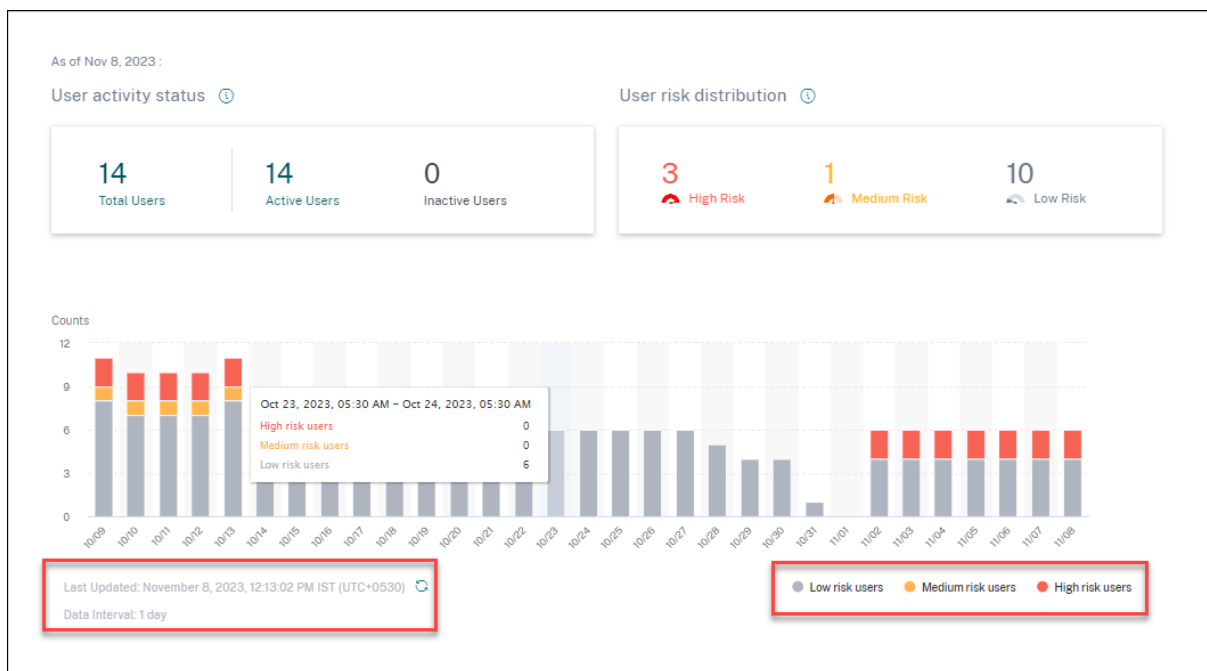 As of Nov 8, 2023 :
User activity status
User risk distribution
14
14
0
3
1
10
Total Users
Active Users
Inactive Users
High Risk
Medium Risk
Low Risk
Counts
12
9
6
3
0
Oct 23, 2023, 05:30 AM – Oct 24, 2023, 05:30 AM
High risk users 0
Medium risk users 0
Low risk users 6
10/09 10/10 10/11 10/12 10/13 10/14 10/15 10/16 10/17 10/18 10/19 10/20 10/21 10/22 10/23 10/24 10/25 10/26 10/27 10/28 10/29 10/30 10/31 11/01 11/02 11/03 11/04 11/05 11/06 11/07 11/08
Last Updated: November 8, 2023, 12:13:02 PM IST (UTC+0530)
Data Interval: 1 day
Low risk users Medium risk users High risk users